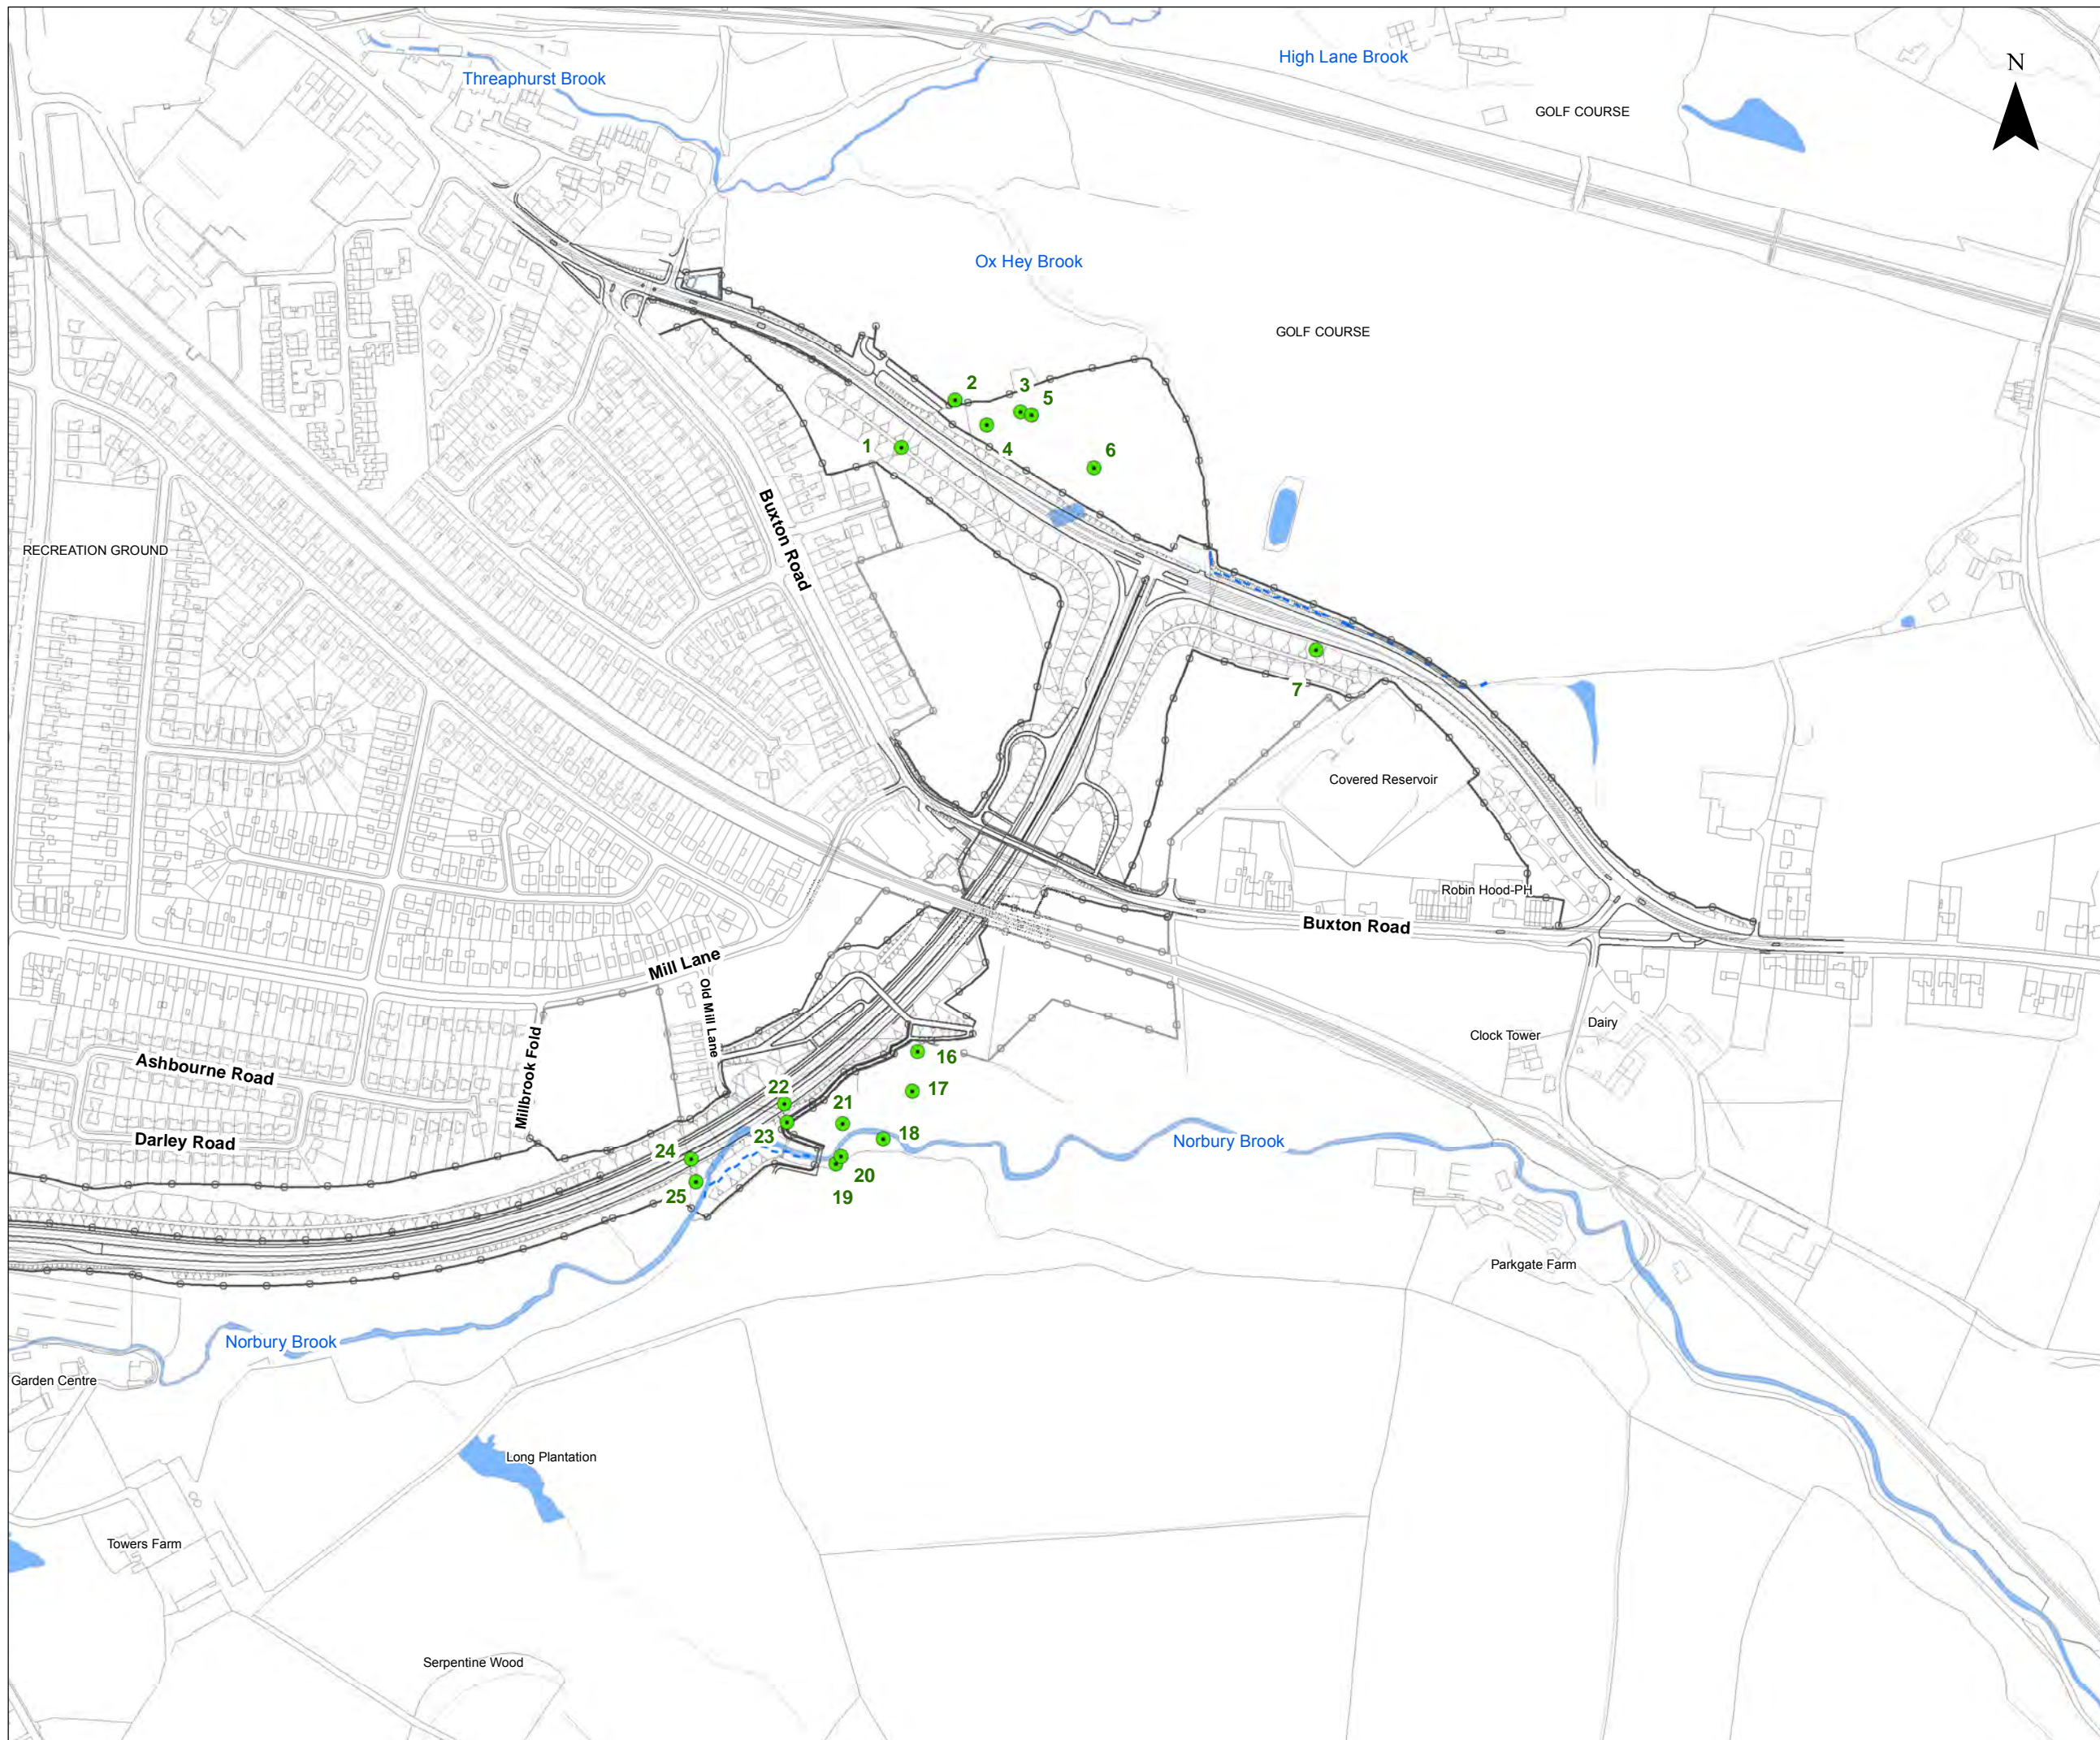 High Lane Brook
N
Threaphurst Brook
GOLF COURSE
Ox Hey Brook
GOLF COURSE
2
3
5
1
4
6
Buxton Road
RECREATION GROUND
7
Covered Reservoir
Robin Hood-PH
Buxton Road
Mill Lane
Old Mill Lane
Dairy
Clock Tower
Millbrook Fold
16
Ashbourne Road
22
17
21
Darley Road
23
18
Norbury Brook
24
20
25
19
Parkgate Farm
Norbury Brook
Garden Centre
Long Plantation
Towers Farm
Serpentine Wood